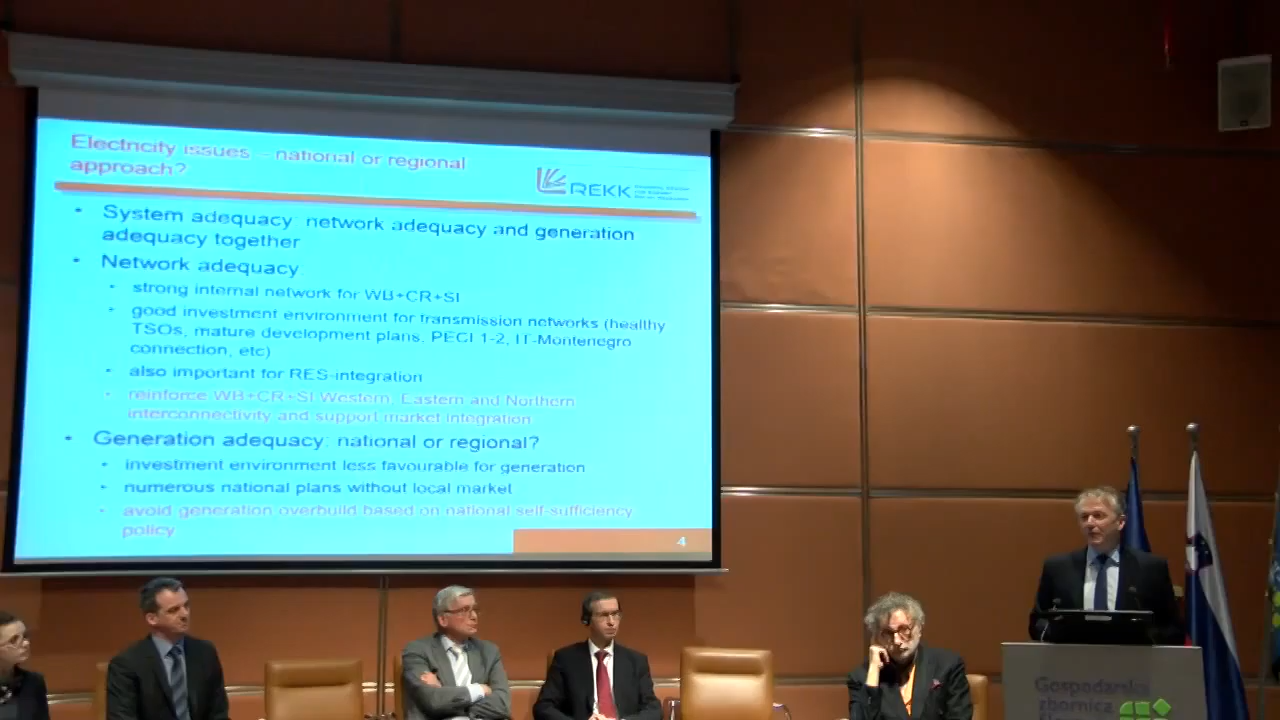 Electricity issues – national or regional
approach?
REKK
• System adequacy: network adequacy and generation
adequacy together
• Network adequacy:
• strong internal network for WB+CR+SI
• good investment environment for transmission networks (healthy
TSOs, mature development plans, PECI 1-2, IT-Montenegro
connection, etc)
• also important for RES-integration
• reinforce WB+CR+SI Western, Eastern and Northern
interconnectivity and support market integration
• Generation adequacy: national or regional?
• investment environment less favourable for generation
• numerous national plans without local market
• avoid generation overbuild based on national self-sufficiency
policy
4
Gospodarska
zbornica